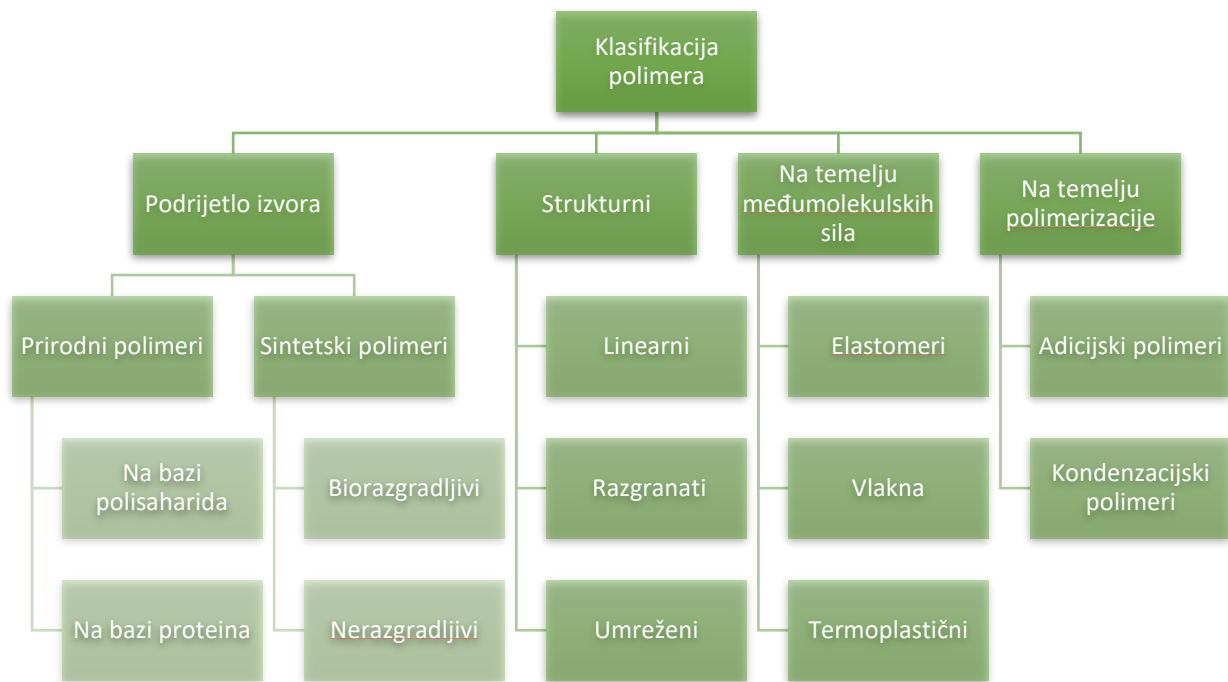 Klasifikacija
polimera
Podrijetlo izvora
Strukturni
Na temelju
međumolekulskih
sila
Na temelju
polimerizacije
Prirodni polimeri
Sintetski polimeri
Linearni
Elastomeri
Adicijski polimeri
Na bazi
polisaharida
Biorazgradljivi
Razgranati
Vlakna
Kondenzacijski
polimeri
Na bazi proteina
Nerazgradljivi
Umreženi
Termoplastični